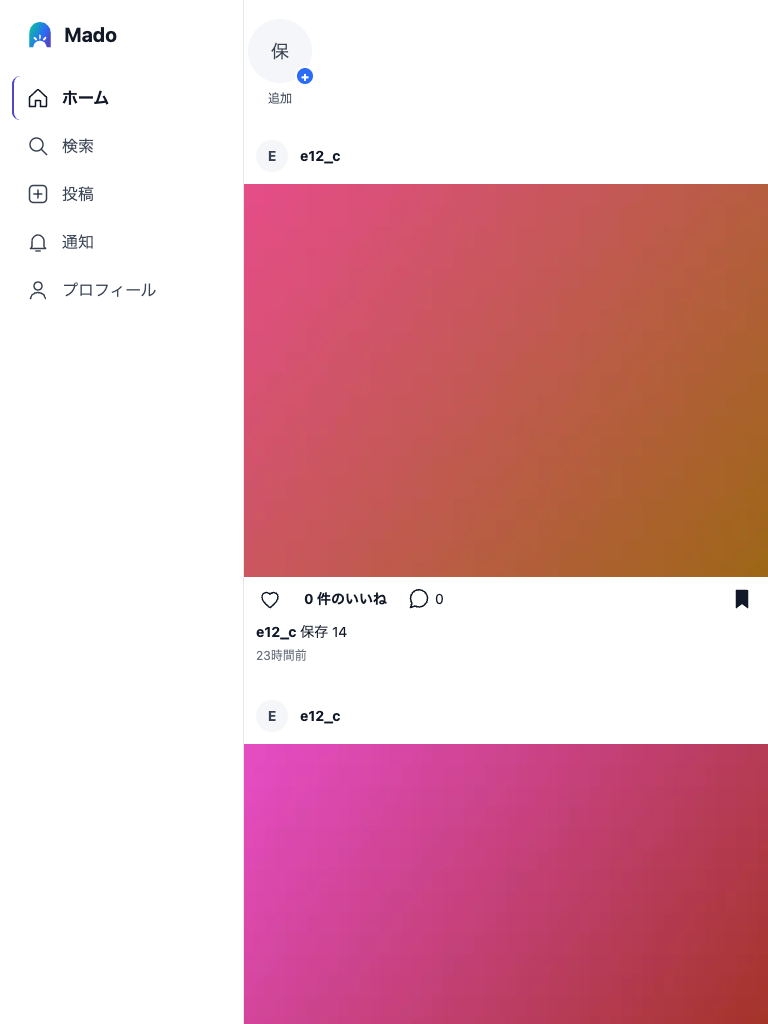 Mado
ホーム
検索
投稿
通知
プロフィール
保
追加
E e12_c
0 件のいいね 0
e12_c 保存 14
23時間前
E e12_c